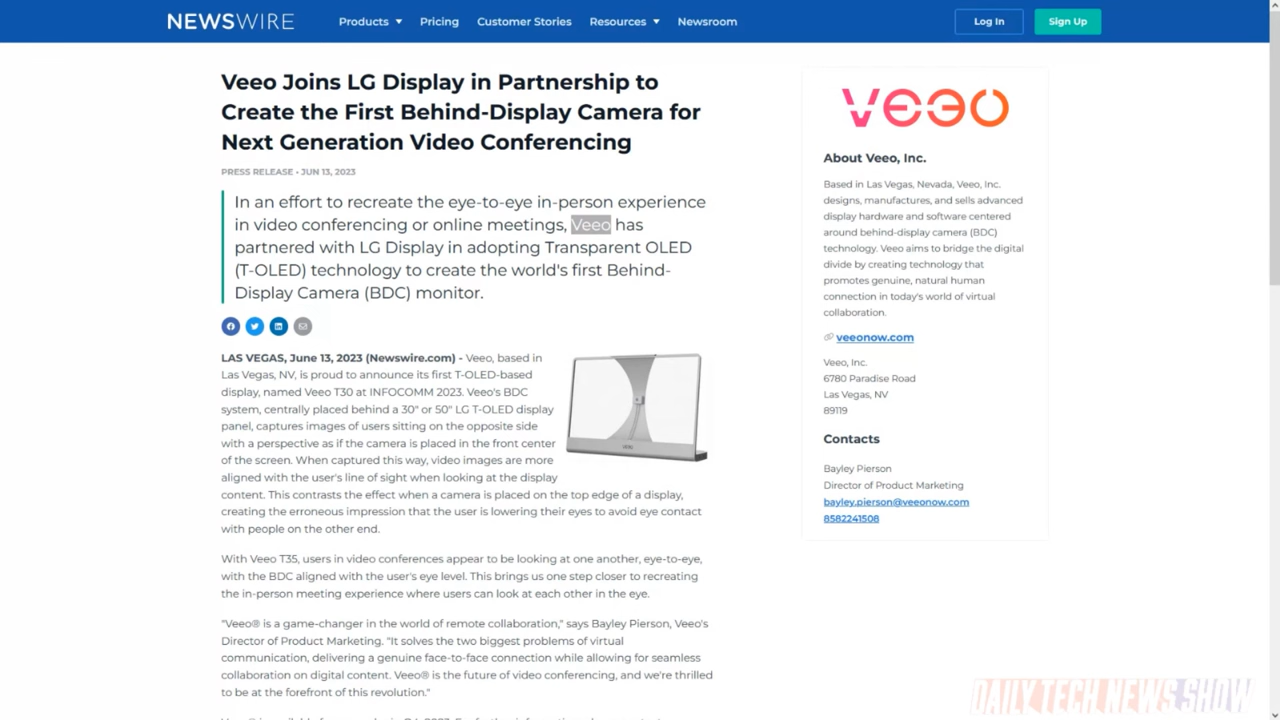 NEWSWIRE
Products
Pricing
Customer Stories
Resources
Newsroom
Log In
Sign Up
Veeo Joins LG Display in Partnership to
Create the First Behind-Display Camera for
Next Generation Video Conferencing
PRESS RELEASE • JUN 13, 2023
In an effort to recreate the eye-to-eye in-person experience
in video conferencing or online meetings, Veeo has
partnered with LG Display in adopting Transparent OLED
(T-OLED) technology to create the world's first Behind-
Display Camera (BDC) monitor.
LAS VEGAS, June 13, 2023 (Newswire.com) - Veeo, based in
Las Vegas, NV, is proud to announce its first T-OLED-based
display, named Veeo T30 at INFOCOMM 2023. Veeo's BDC
system, centrally placed behind a 30" or 50" LG T-OLED display
panel, captures images of users sitting on the opposite side
with a perspective as if the camera is placed in the front center
of the screen. When captured this way, video images are more
aligned with the user's line of sight when looking at the display
content. This contrasts the effect when a camera is placed on the top edge of a display,
creating the erroneous impression that the user is lowering their eyes to avoid eye contact
with people on the other end.
With Veeo T35, users in video conferences appear to be looking at one another, eye-to-eye,
with the BDC aligned with the user's eye level. This brings us one step closer to recreating
the in-person meeting experience where users can look at each other in the eye.
"Veeo® is a game-changer in the world of remote collaboration," says Bayley Pierson, Veeo's
Director of Product Marketing. "It solves the two biggest problems of virtual
communication, delivering a genuine face-to-face connection while allowing for seamless
collaboration on digital content. Veeo® is the future of video conferencing, and we're thrilled
to be at the forefront of this revolution."
VEEO
About Veeo, Inc.
Based in Las Vegas, Nevada, Veeo, Inc.
designs, manufactures, and sells advanced
display hardware and software centered
around behind-display camera (BDC)
technology. Veeo aims to bridge the digital
divide by creating technology that
promotes genuine, natural human
connection in today's world of virtual
collaboration.
veeonow.com
Veeo, Inc.
6780 Paradise Road
Las Vegas, NV
89119
Contacts
Bayley Pierson
Director of Product Marketing
bayley.pierson@veeonow.com
8582241508
DAILY TECH NEWS SHOW